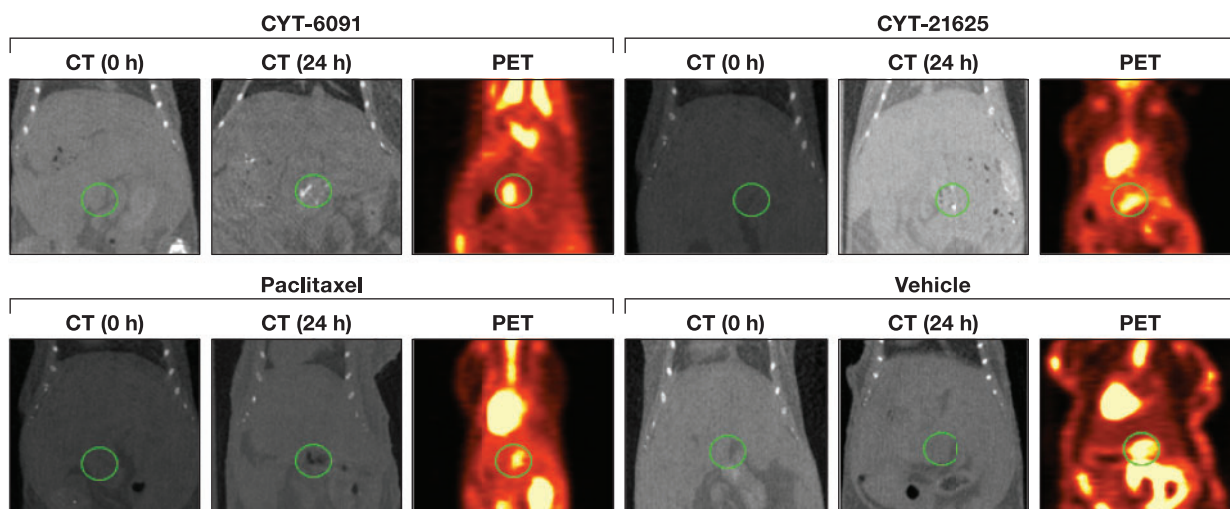 CYT-6091
CYT-21625
CT (0 h)
CT (24 h)
PET
CT (0 h)
CT (24 h)
PET
Paclitaxel
Vehicle
CT (0 h)
CT (24 h)
PET
CT (0 h)
CT (24 h)
PET